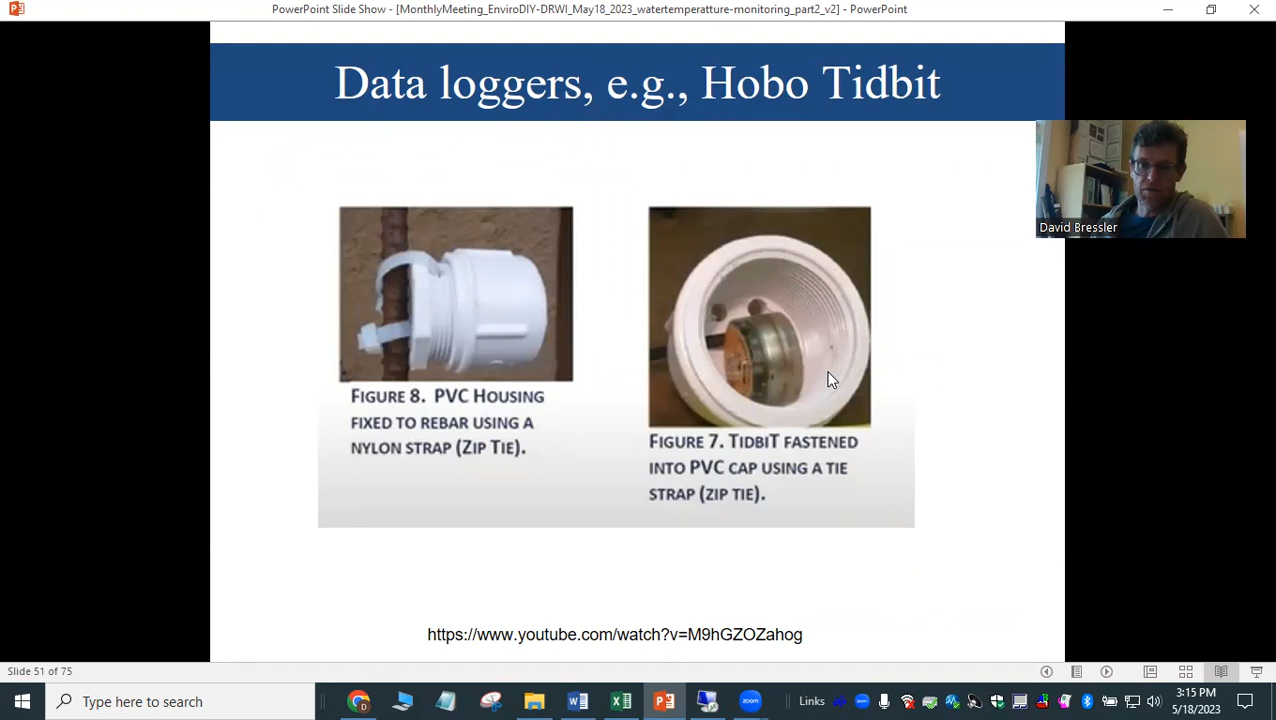 PowerPoint Slide Show - [MonthlyMeeting_EnviroDIY-DRWI_May18_2023_watertemperatture-monitoring_part2_v2] - PowerPoint
Data loggers, e.g., Hobo Tidbit
David Bressler
FIGURE 8. PVC HOUSING
FIXED TO REBAR USING A
NYLON STRAP (ZIP TIE).
FIGURE 7. TIDBIT FASTENED
INTO PVC CAP USING A TIE
STRAP (ZIP TIE).
https://www.youtube.com/watch?v=M9hGZOZahog
Slide 51 of 75
Type here to search
Links
3:15 PM
5/18/2023